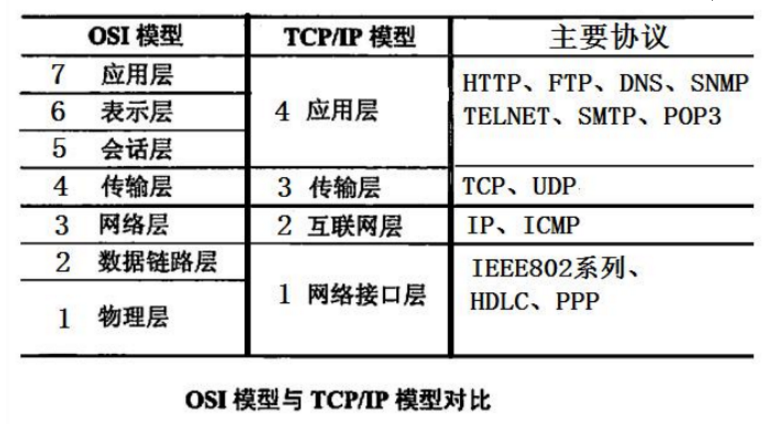 OSI 模型 TCP/IP 模型 主要协议
7 应用层
6 表示层
5 会话层
4 应用层
HTTP、FTP、DNS、SNMP
TELNET、SMTP、POP3
4 传输层 3 传输层 TCP、UDP
3 网络层 2 互联网层 IP、ICMP
2 数据链路层
1 物理层
1 网络接口层
IEEE802系列、
HDLC、PPP
OSI 模型与 TCP/IP 模型对比